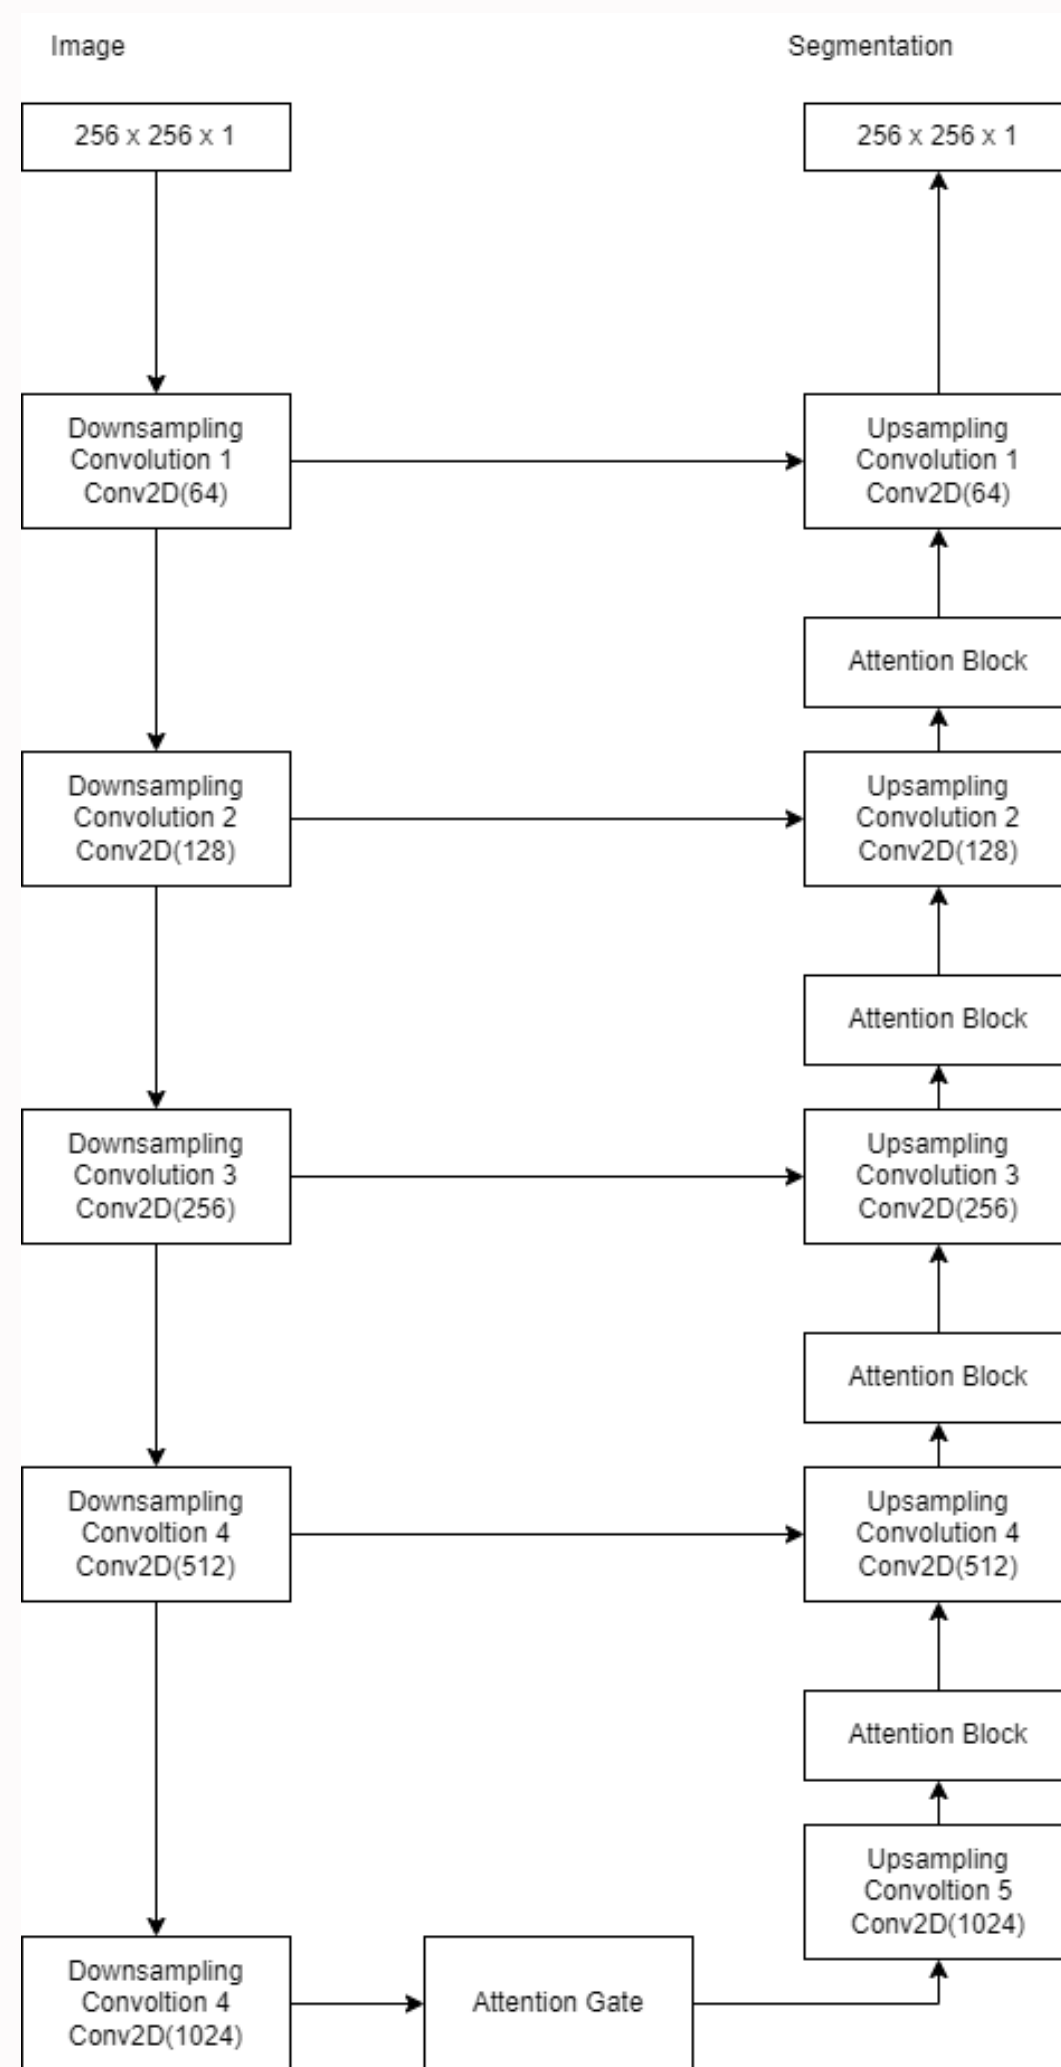 Image
Segmentation
256 x 256 x 1
256 x 256 x 1
Downsampling
Convolution 1
Conv2D(64)
Upsampling
Convolution 1
Conv2D(64)
Attention Block
Downsampling
Convolution 2
Conv2D(128)
Upsampling
Convolution 2
Conv2D(128)
Attention Block
Downsampling
Convolution 3
Conv2D(256)
Upsampling
Convolution 3
Conv2D(256)
Attention Block
Downsampling
Convoltion 4
Conv2D(512)
Upsampling
Convolution 4
Conv2D(512)
Attention Block
Upsampling
Convoltion 5
Conv2D(1024)
Downsampling
Convoltion 4
Conv2D(1024)
Attention Gate